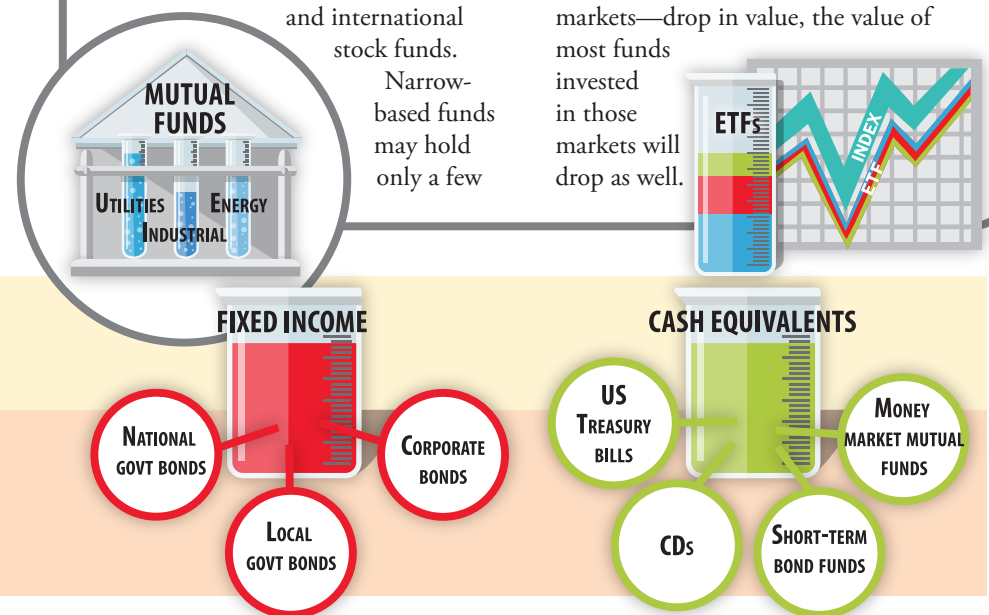 and international
stock funds.
Narrow-
based funds
may hold
only a few
markets—drop in value, the value of
most funds
invested
in those
markets will
drop as well.
MUTUAL
FUNDS
UTILITIES
ENERGY
INDUSTRIAL
ETFs
INDEX
ETF
FIXED INCOME
NATIONAL
GOVT BONDS
LOCAL
GOVT BONDS
CORPORATE
BONDS
CASH EQUIVALENTS
US
TREASURY
BILLS
CDs
SHORT-TERM
BOND FUNDS
MONEY
MARKET MUTUAL
FUNDS